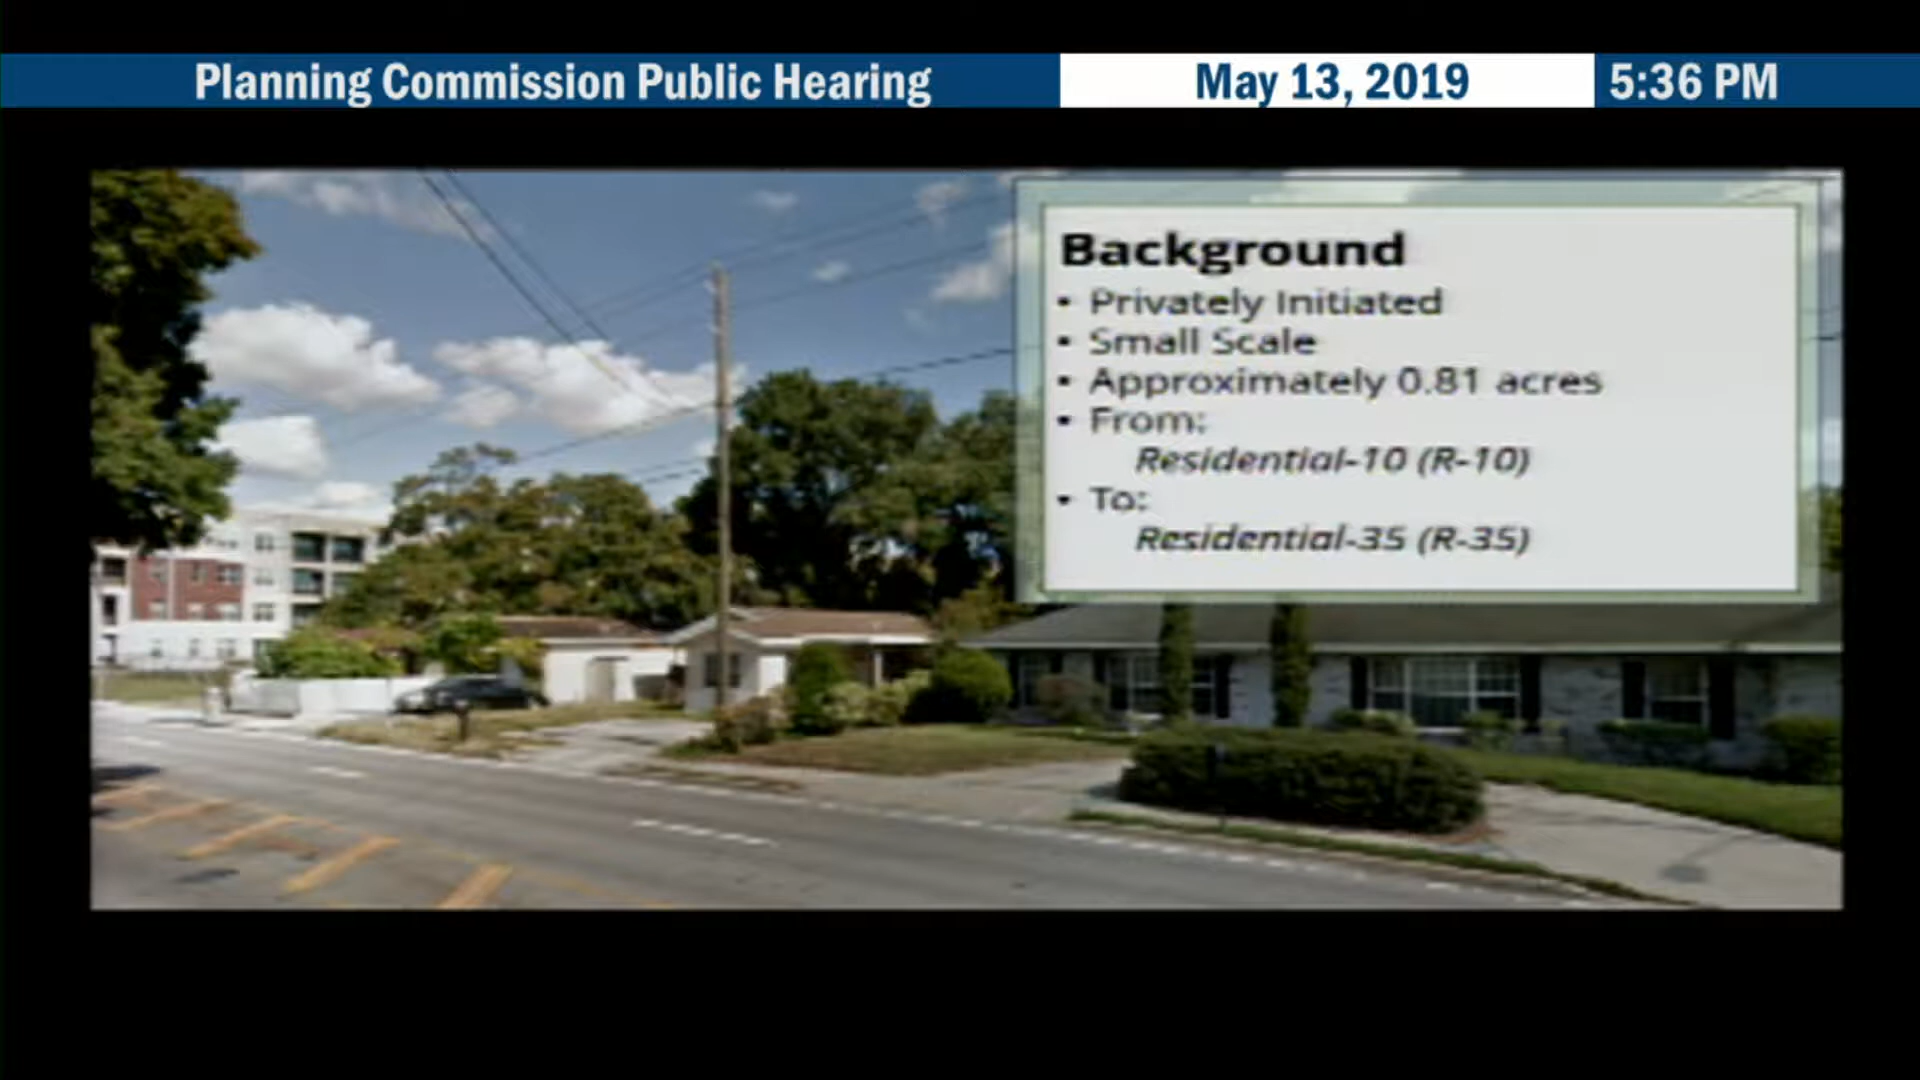 Planning Commission Public Hearing
May 13, 2019
5:36 PM
Background
• Privately Initiated
• Small Scale
• Approximately 0.81 acres
• From:
Residential-10 (R-10)
• To:
Residential-35 (R-35)